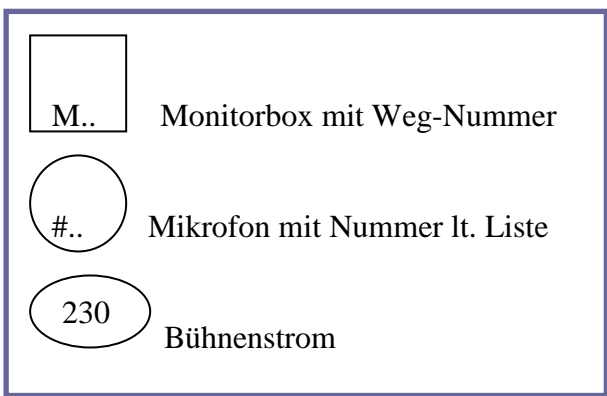 M.. Monitorbox mit Weg-Nummer
#.. Mikrofon mit Nummer lt. Liste
230
Bühnenstrom